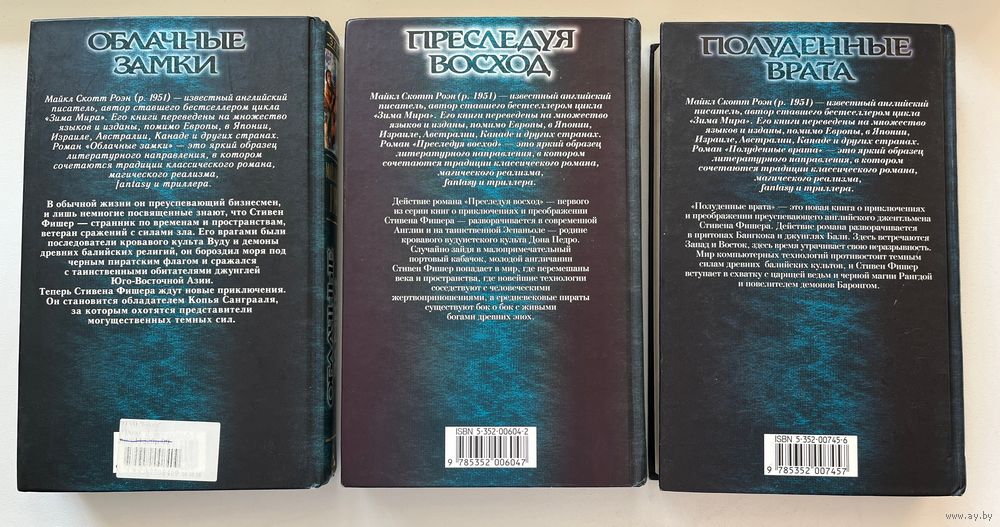 ОБЛАЧНЫЕ
ЗАМКИ
Майкл Скотт Роэн (р. 1951) — известный английский
писатель, автор ставшего бестселлером цикла
«Зима Мира». Его книги переведены на множество
языков и изданы, помимо Европы, в Японии,
Израиле, Австралии, Канаде и других странах.
Роман «Облачные замки» — это яркий образец
литературного направления, в котором
сочетаются традиции классического романа,
магического реализма,
fantasy и триллера.
В обычной жизни он преуспевающий бизнесмен,
и лишь немногие посвященные знают, что Стивен
Фишер — странник по временам и пространствам,
ветеран сражений с силами зла. Его врагами были
последователи кровавого культа Вуду и демоны
древних балийских религий, он бороздил моря под
черным пиратским флагом и сражался
с таинственными обитателями джунглей
Юго-Восточной Азии.
Теперь Стивена Фишера ждут новые приключения.
Он становится обладателем Копья Санграаля,
за которым охотятся представители
могущественных темных сил.
ОБЛАЧНЫЕ
ПРЕСЛЕДУЯ
ВОСХОД
Майкл Скотт Роэн (р. 1951) — известный английский
писатель, автор ставшего бестселлером цикла
«Зима Мира». Его книги переведены на множество
языков и изданы, помимо Европы, в Японии,
Израиле, Австралии, Канаде и других странах.
Роман «Преследуя восход» — это яркий образец
литературного направления, в котором
сочетаются традиции классического романа,
магического реализма,
fantasy и триллера.
Действие романа «Преследуя восход» — первого
из серии книг о приключениях и преображении
Стивена Фишера — разворачивается в современной
Англии и на таинственной Эспаньоле — родине
кровавого вудуистского культа Дона Педро.
Случайно зайдя в малопримечательный
портовый кабачок, молодой англичанин
Стивен Фишер попадает в мир, где перемешаны
века и пространства, где новейшие технологии
соседствуют с человеческими
жертвоприношениями, а средневековые пираты
существуют бок о бок с живыми
богами древних эпох.
ISBN 5-352-00604-2
9 785352 006047
ПОЛУДЕННЫЕ
ВРАТА
Майкл Скотт Роэн (р. 1951) — известный английский
писатель, автор ставшего бестселлером цикла
«Зима Мира». Его книги переведены на множество
языков и изданы, помимо Европы, в Японии,
Израиле, Австралии, Канаде и других странах.
Роман «Полуденные врата» — это яркий образец
литературного направления, в котором
сочетаются традиции классического романа,
магического реализма,
fantasy и триллера.
«Полуденные врата» — это новая книга о приключениях
и преображении преуспевающего английского джентльмена
Стивена Фишера. Действие романа разворачивается
в притонах Бангкока и джунглях Бали. Здесь встречаются
Запад и Восток, здесь время утрачивает свою неразрывность.
Мир компьютерных технологий противостоит темным
силам древних балийских культов, и Стивен Фишер
вступает в схватку с царицей ведьм и черной магии Рангдой
и повелителем демонов Баронгом.
ISBN 5-352-00745-6
9 785352 007457
www.ay.by